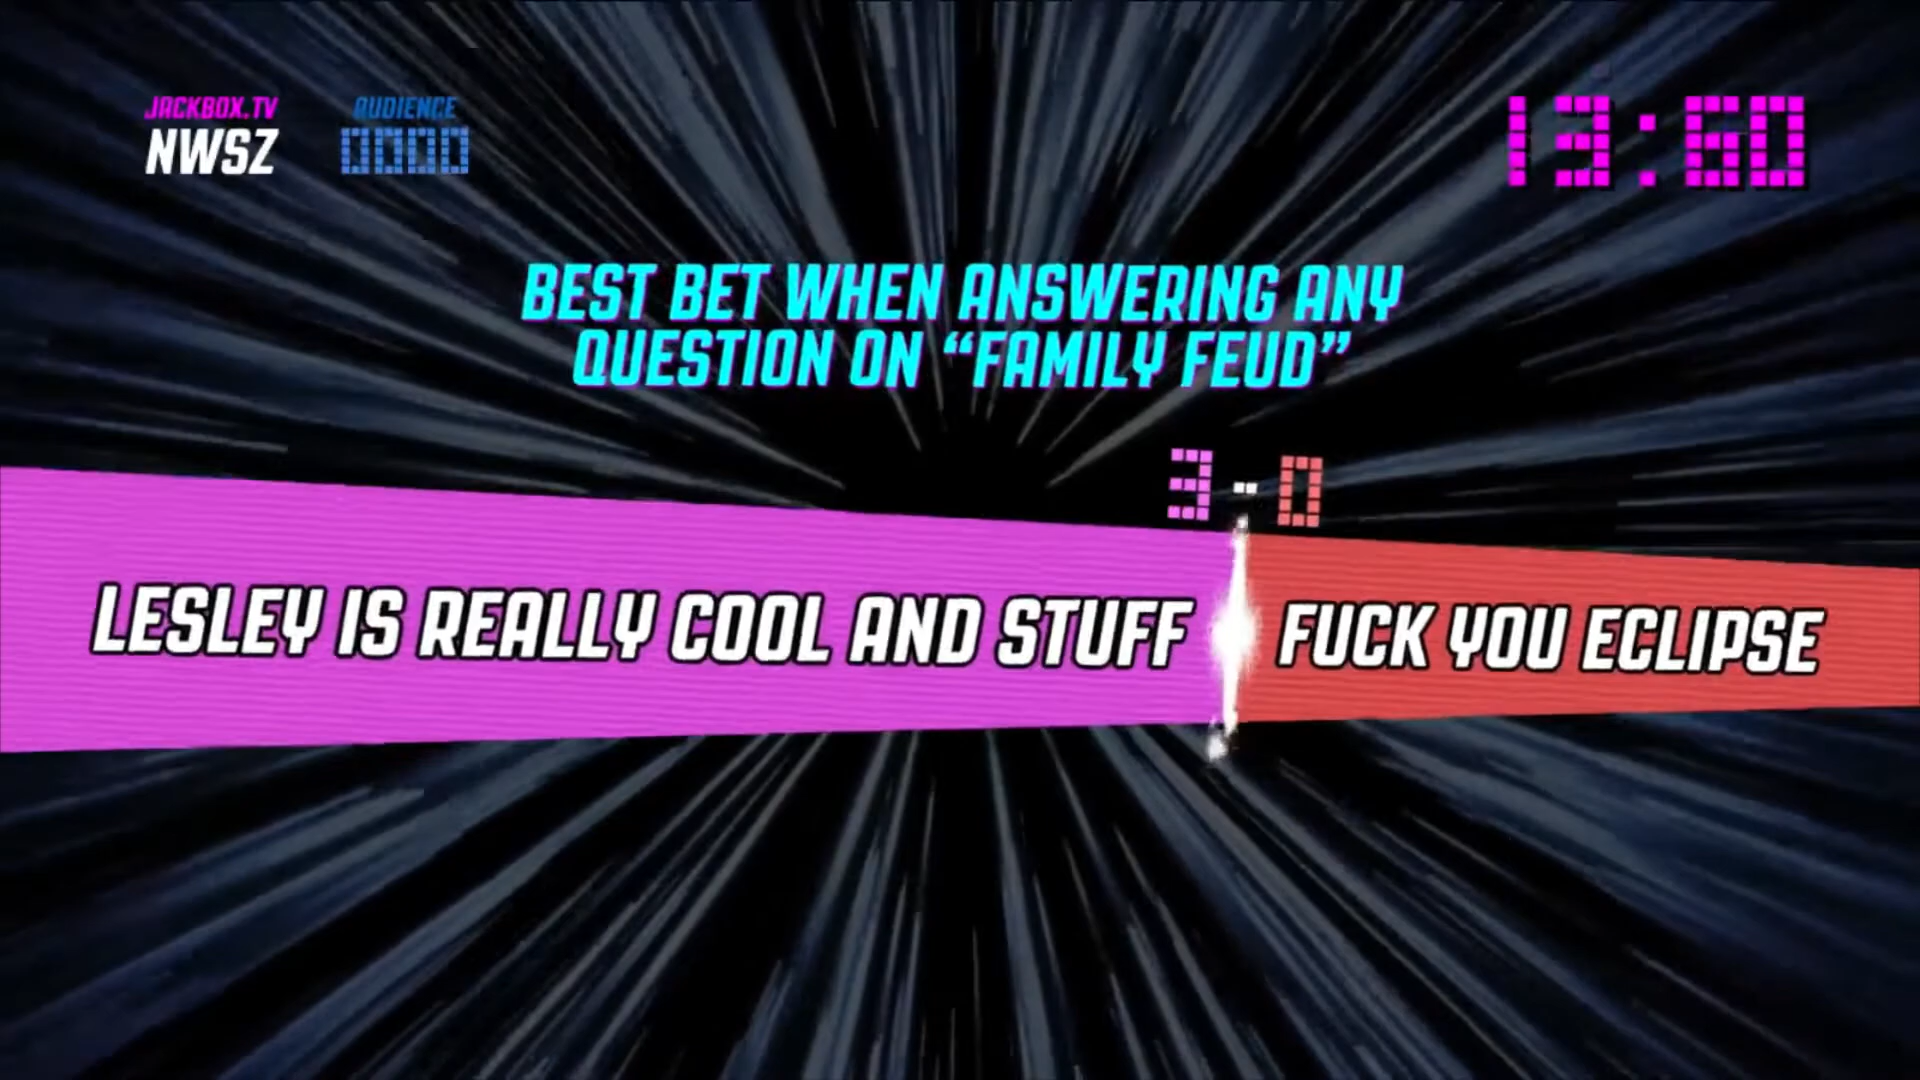 JACKBOX.TV
NWSZ
AUDIENCE
0000
13:60
BEST BET WHEN ANSWERING ANY
QUESTION ON “FAMILY FEUD”
3-0
LESLEY IS REALLY COOL AND STUFF
FUCK YOU ECLIPSE